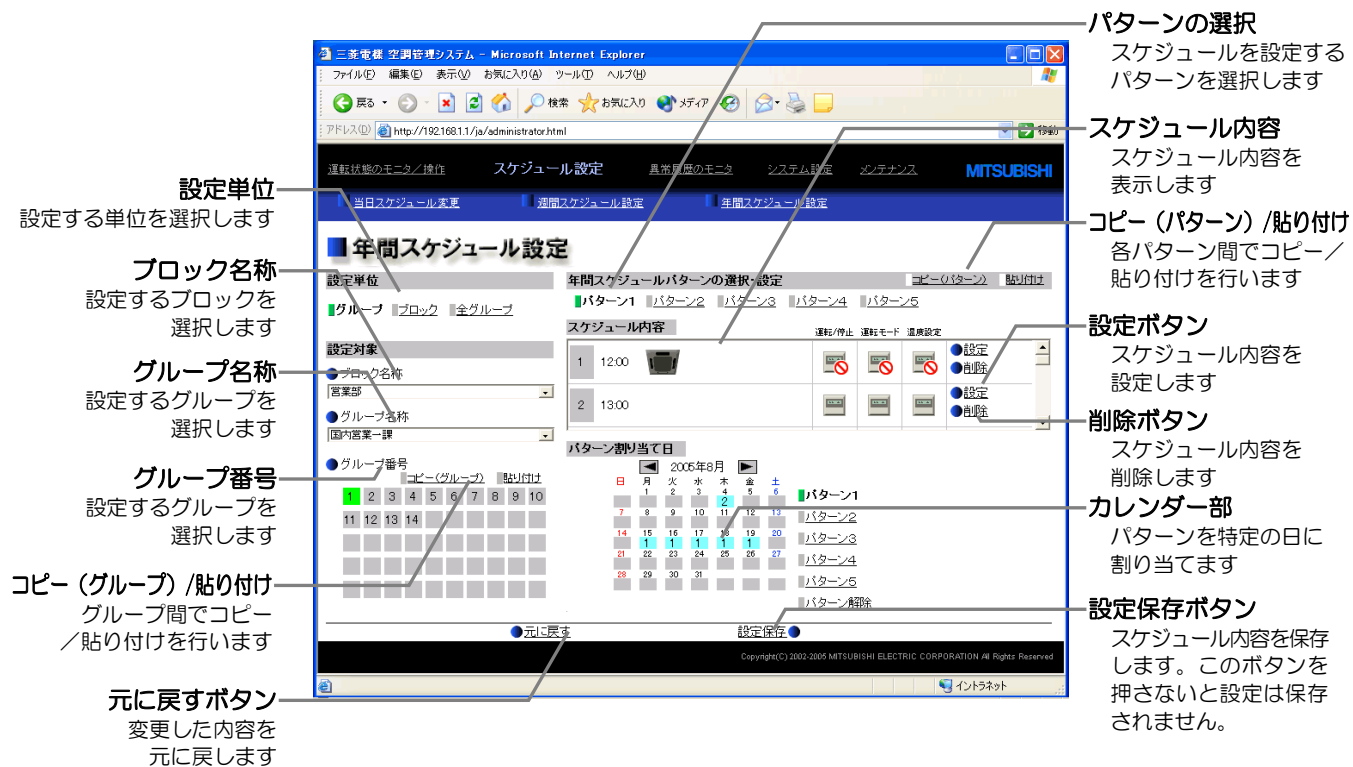 設定単位
設定する単位を選択します
ブロック名称
設定するブロックを
選択します
グループ名称
設定するグループを
選択します
グループ番号
設定するグループを
選択します
コピー（グループ）/貼り付け
グループ間でコピー
／貼り付けを行います
元に戻すボタン
変更した内容を
元に戻します
三菱電機 空調管理システム - Microsoft Internet Explorer
ファイル(F) 編集(E) 表示(V) お気に入り(A) ツール(T) ヘルプ(H)
戻る 検索 お気に入り メディア
アドレス(D) http://192.168.1.1/ja/administrator.html 移動
運転状態のモニタ／操作 スケジュール設定 異常履歴のモニタ システム設定 メンテナンス MITSUBISHI
当日スケジュール変更 週間スケジュール設定 年間スケジュール設定
年間スケジュール設定
設定単位
グループ ブロック 全グループ
設定対象
ブロック名称
営業部
グループ名称
国内営業一課
グループ番号
コピー(グループ) 貼り付け
1 2 3 4 5 6 7 8 9 10
11 12 13 14
年間スケジュールパターンの選択・設定 コピー(パターン) 貼り付け
パターン1 パターン2 パターン3 パターン4 パターン5
スケジュール内容 運転/停止 運転モード 温度設定
1 12:00 設定
削除
2 13:00 設定
削除
パターン割り当て日
2005年8月
日 月 火 水 木 金 土
1 2 3 4 5 6
2
7 8 9 10 11 12 13
14 15 16 17 18 19 20
1 1 1 1 1
21 22 23 24 25 26 27
28 29 30 31
パターン1
パターン2
パターン3
パターン4
パターン5
パターン解除
元に戻す 設定保存
Copyright(C) 2002-2005 MITSUBISHI ELECTRIC CORPORATION All Rights Reserved
イントラネット
パターンの選択
スケジュールを設定する
パターンを選択します
スケジュール内容
スケジュール内容を
表示します
コピー（パターン）/貼り付け
各パターン間でコピー／
貼り付けを行います
設定ボタン
スケジュール内容を
設定します
削除ボタン
スケジュール内容を
削除します
カレンダー部
パターンを特定の日に
割り当てます
設定保存ボタン
スケジュール内容を保存
します。このボタンを
押さないと設定は保存
されません。